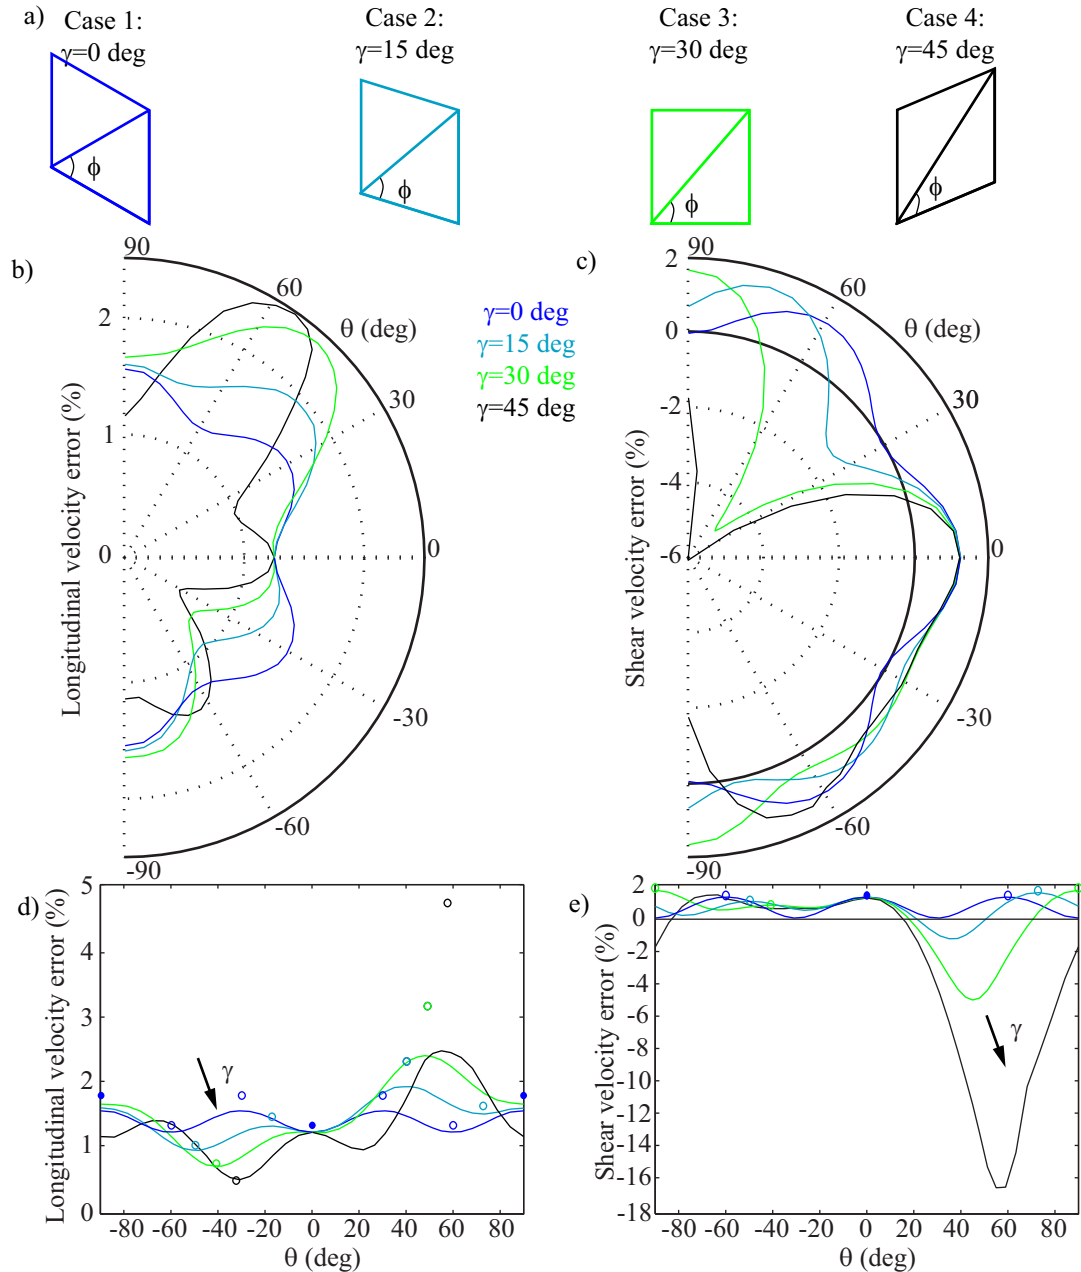 a)
Case 1:
γ=0 deg
Case 2:
γ=15 deg
Case 3:
γ=30 deg
Case 4:
γ=45 deg
ϕ
ϕ
ϕ
ϕ
b)
90
60
θ (deg)
30
0
-30
-60
-90
2
1
0
Longitudinal velocity error (%)
γ=0 deg
γ=15 deg
γ=30 deg
γ=45 deg
c)
90
60
θ (deg)
30
0
-30
-60
-90
2
0
-2
-4
-6
Shear velocity error (%)
d)
Longitudinal velocity error (%)
5
4
3
2
1
0
γ
-80 -60 -40 -20 0 20 40 60 80
θ (deg)
e)
Shear velocity error (%)
2
0
-2
-4
-6
-8
-10
-12
-14
-16
-18
γ
-80 -60 -40 -20 0 20 40 60 80
θ (deg)